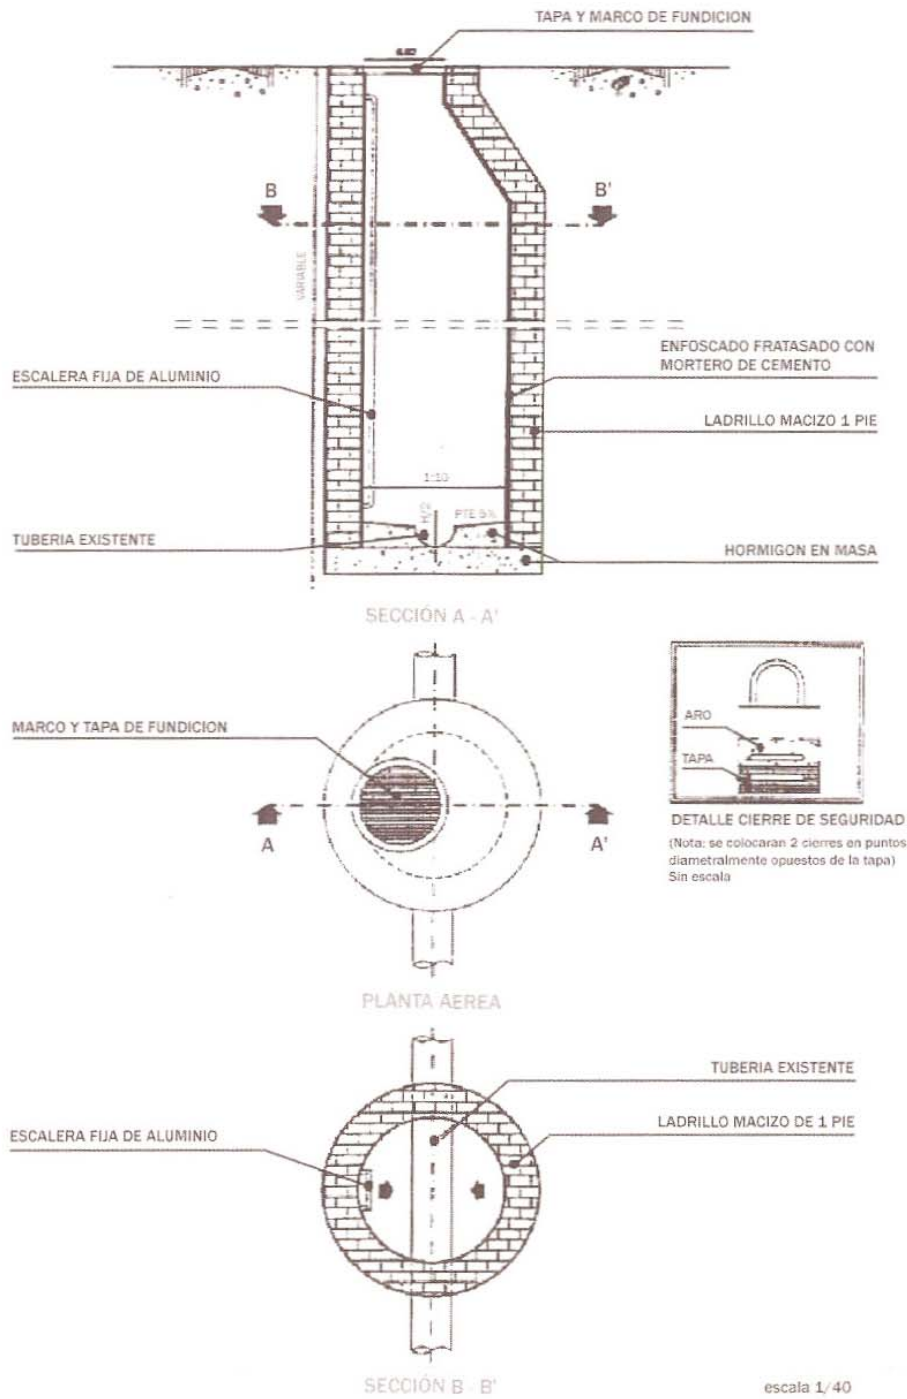 TAPA Y MARCO DE FUNDICION
B
B'
VARIABLE
ENFOSCADO FRATASADO CON
MORTERO DE CEMENTO
ESCALERA FIJA DE ALUMINIO
LADRILLO MACIZO 1 PIE
1:10
H/2
PTE 5%
TUBERIA EXISTENTE
HORMIGON EN MASA
SECCIÓN A - A'
MARCO Y TAPA DE FUNDICION
ARO
TAPA
A
A'
DETALLE CIERRE DE SEGURIDAD
(Nota: se colocaran 2 cierres en puntos
diametralmente opuestos de la tapa)
Sin escala
PLANTA AEREA
TUBERIA EXISTENTE
ESCALERA FIJA DE ALUMINIO
LADRILLO MACIZO DE 1 PIE
SECCIÓN B - B'
escala 1/40